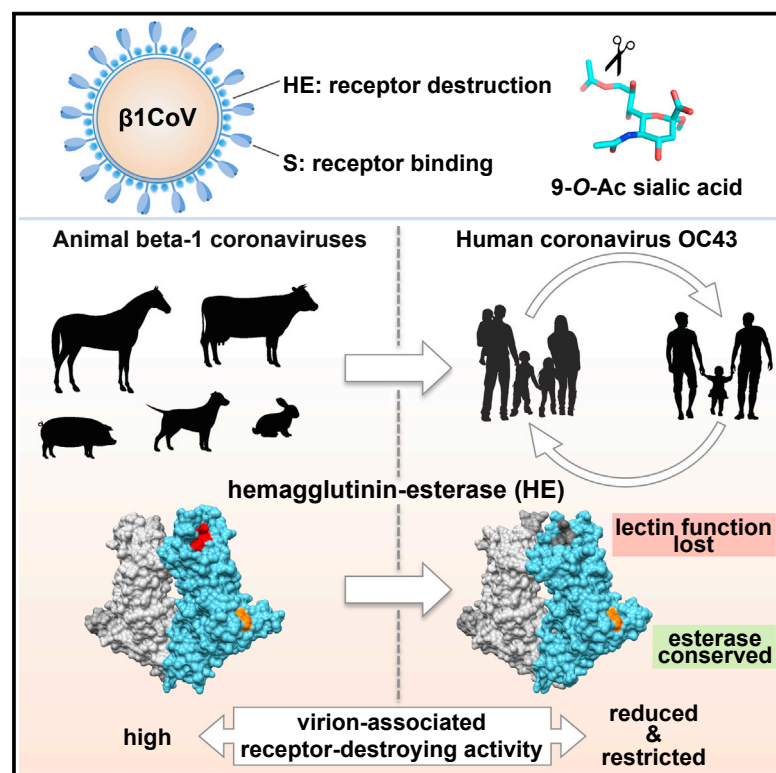 β1CoV
HE: receptor destruction
S: receptor binding
9-O-Ac sialic acid
Animal beta-1 coronaviruses
Human coronavirus OC43
hemagglutinin-esterase (HE)
lectin function
lost
esterase
conserved
high
virion-associated
receptor-destroying activity
reduced
&
restricted